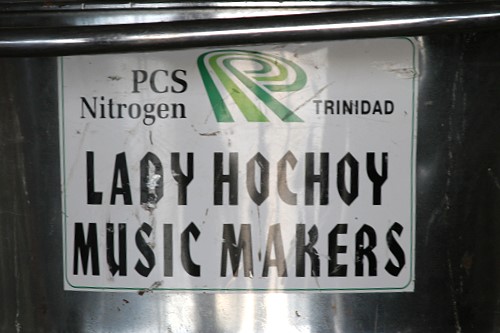 PCS
Nitrogen
TRINIDAD
LADY HOCHOY
MUSIC MAKERS